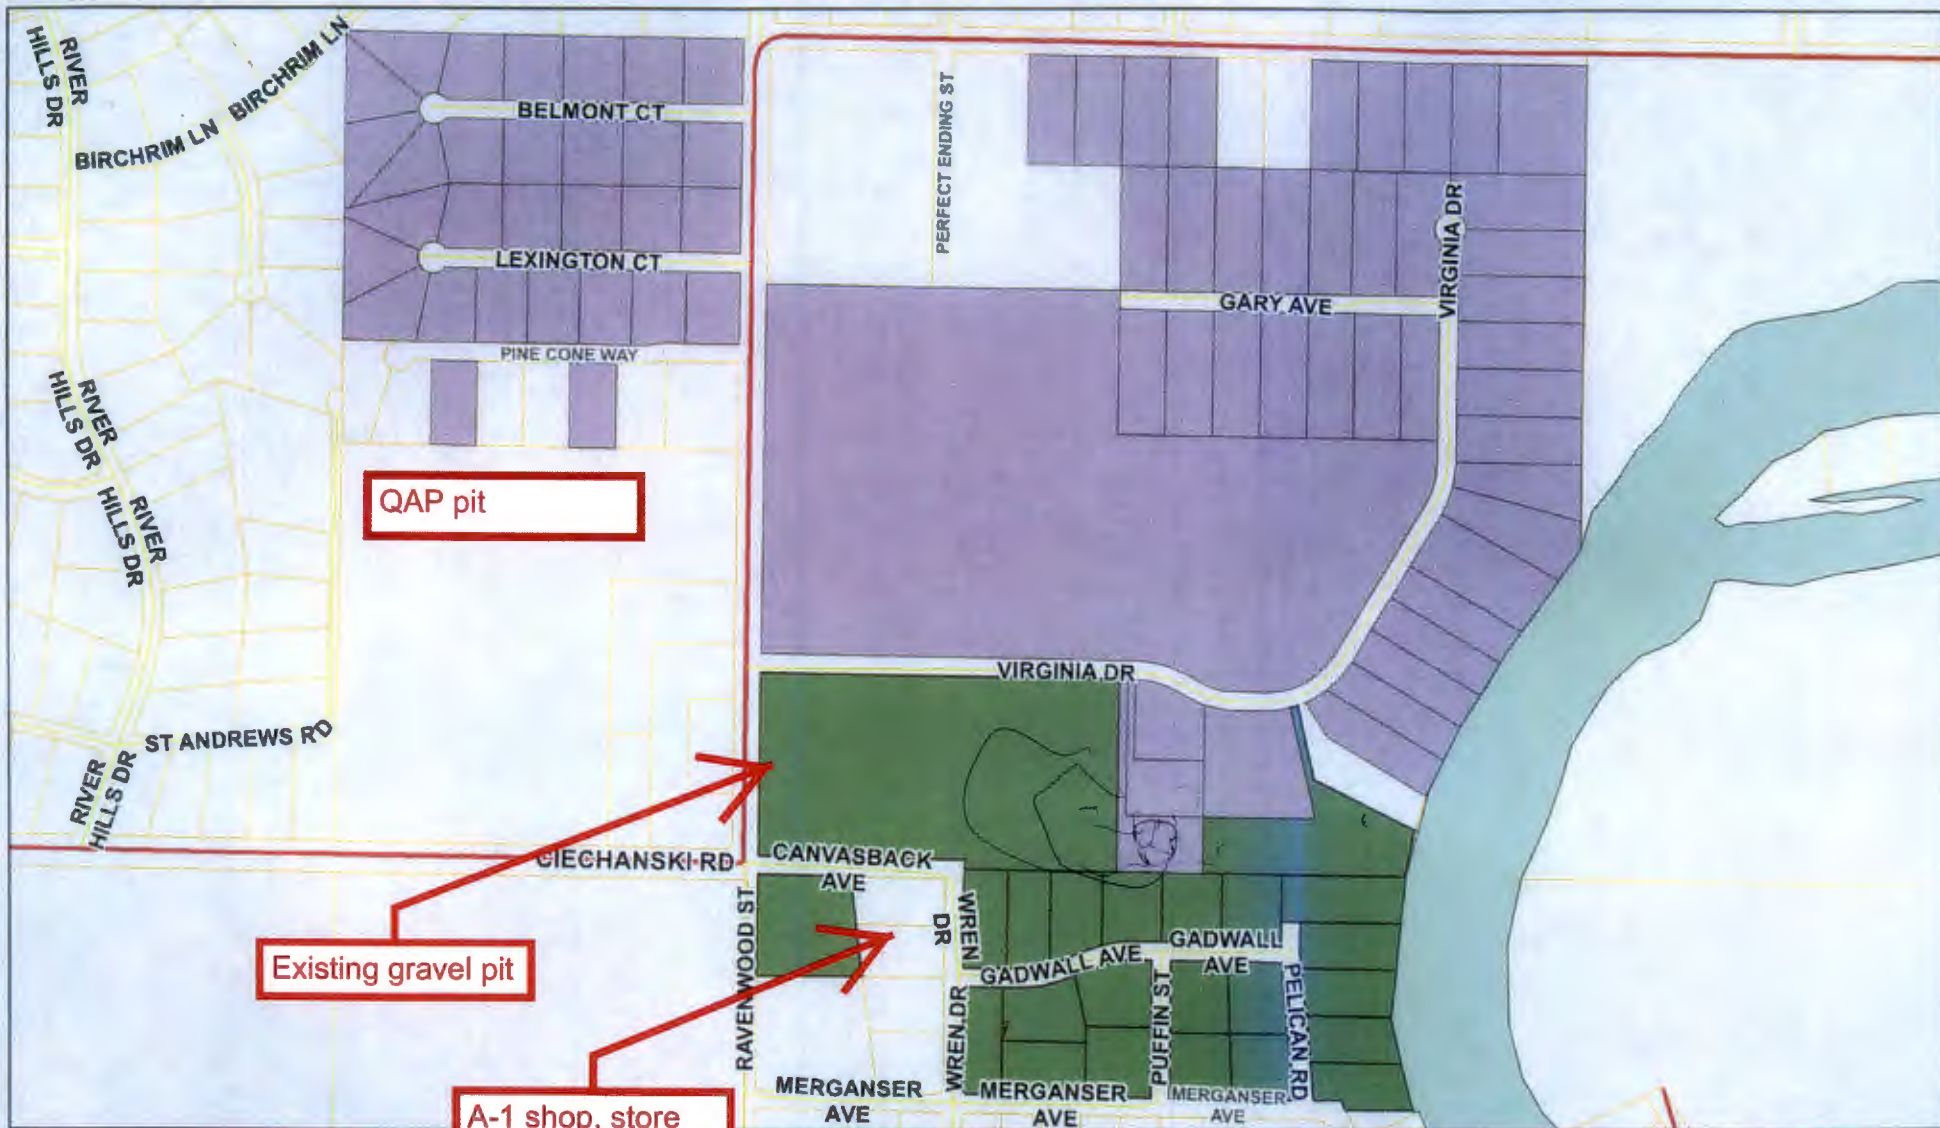 RIVER
HILLS DR
BIRCHRIM LN
BIRCHRIM LN
BELMONT CT
PERFECT ENDING ST
LEXINGTON CT
VIRGINIA DR
GARY AVE
PINE CONE WAY
RIVER
HILLS DR
QAP pit
RIVER
HILLS DR
VIRGINIA DR
ST ANDREWS RD
RIVER
HILLS DR
CIECHANSKI RD
CANVASBACK
AVE
Existing gravel pit
RAVENWOOD ST
WREN
DR
GADWALL AVE
GADWALL
AVE
WREN DR
PUFFIN ST
PELICAN RD
A-1 shop, store
MERGANSER
AVE
MERGANSER
AVE
MERGANSER
AVE